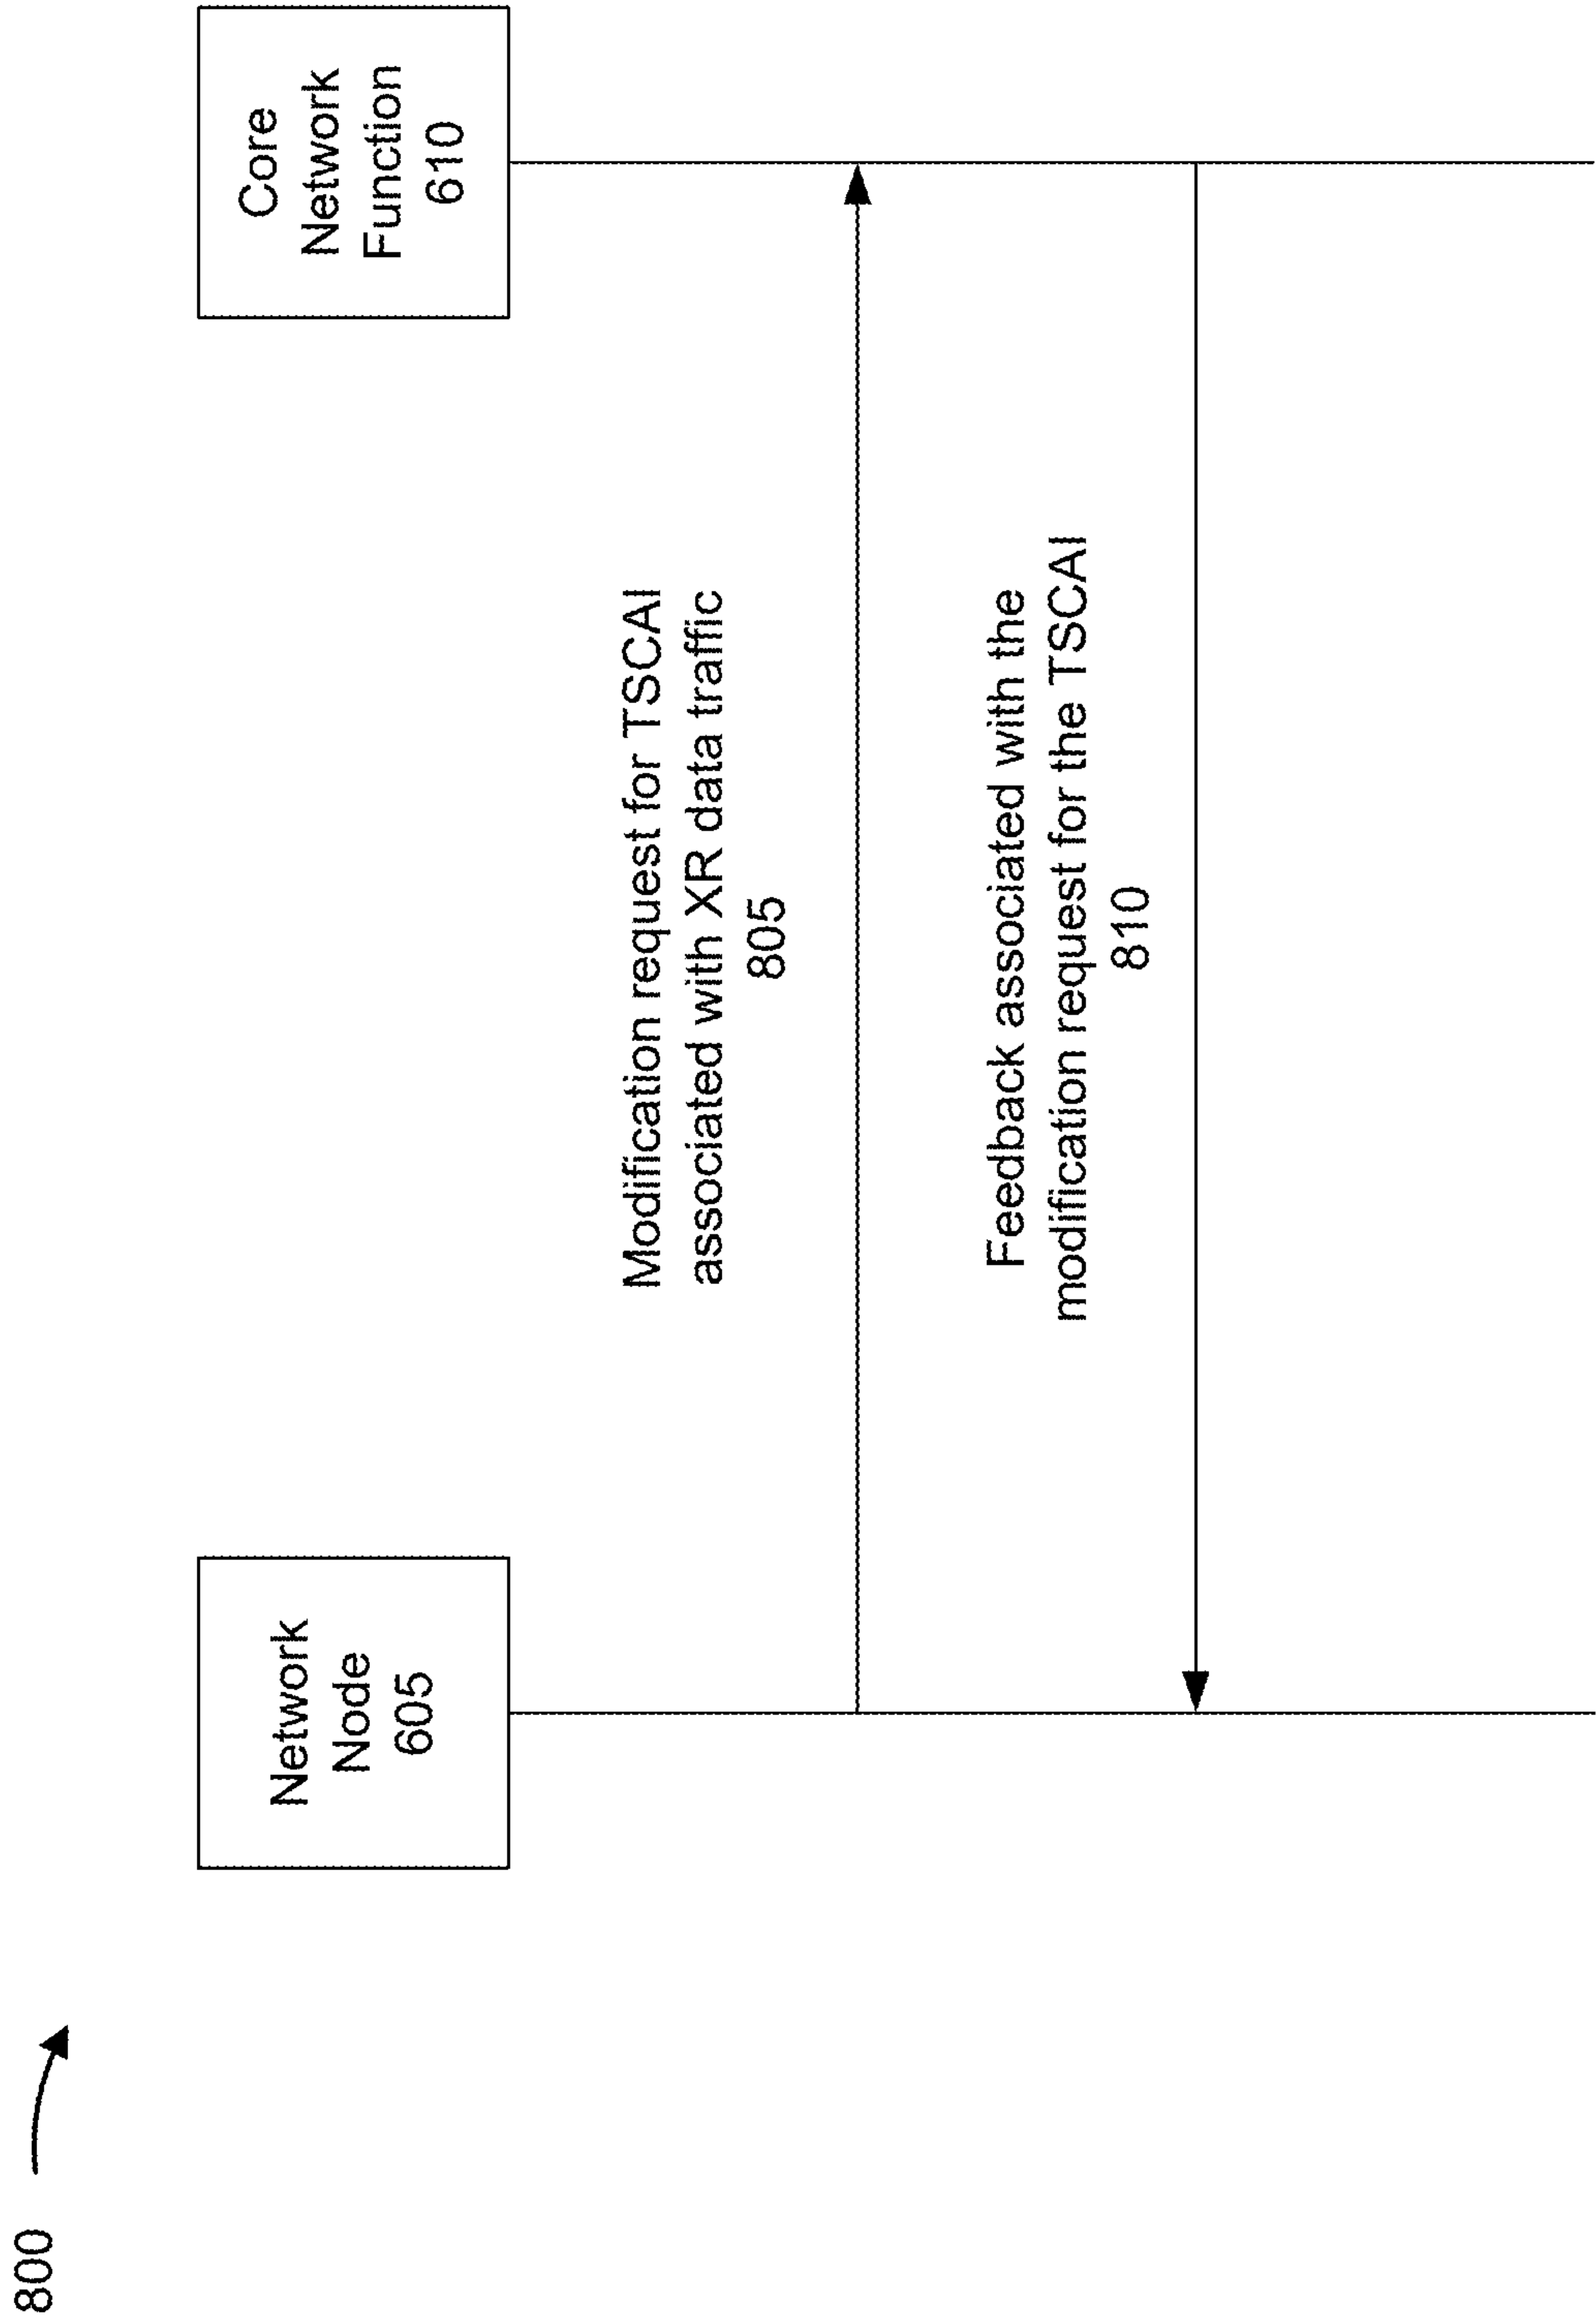 800
Network
Node
605
Core
Network
Function
610
Modification request for TSCAI
associated with XR data traffic
805
Feedback associated with the
modification request for the TSCAI
810